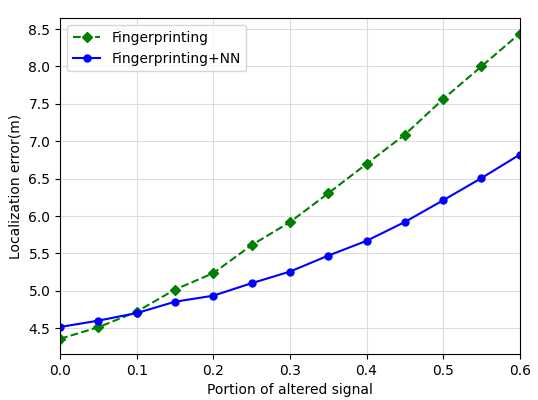 Fingerprinting
Fingerprinting+NN
Localization error(m)
8.5
8.0
7.5
7.0
6.5
6.0
5.5
5.0
4.5
0.0 0.1 0.2 0.3 0.4 0.5 0.6
Portion of altered signal